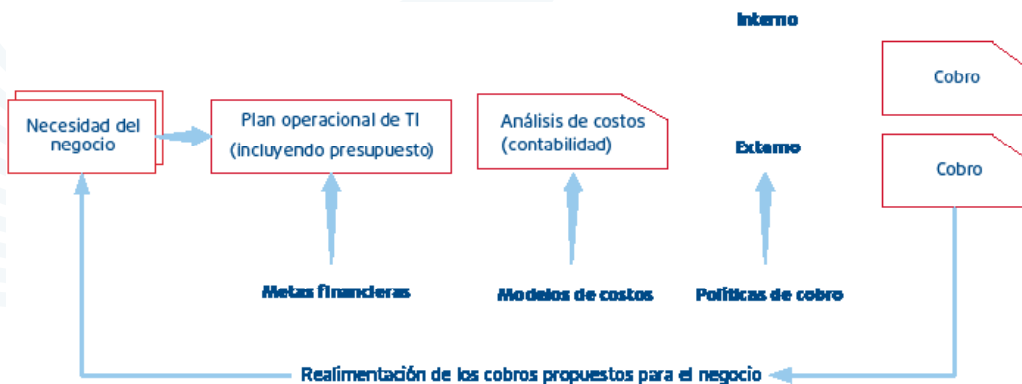 Interno
Cobro
Necesidad del
negocio
Plan operacional de TI
(incluyendo presupuesto)
Análisis de costos
(contabilidad)
Externo
Cobro
Metas financieras
Modelos de costos
Políticas de cobro
Realimentación de los cobros propuestos para el negocio